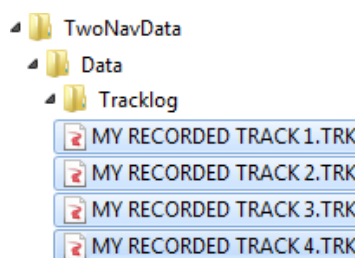 TwoNavData
Data
Tracklog
MY RECORDED TRACK 1.TRK
MY RECORDED TRACK 2.TRK
MY RECORDED TRACK 3.TRK
MY RECORDED TRACK 4.TRK